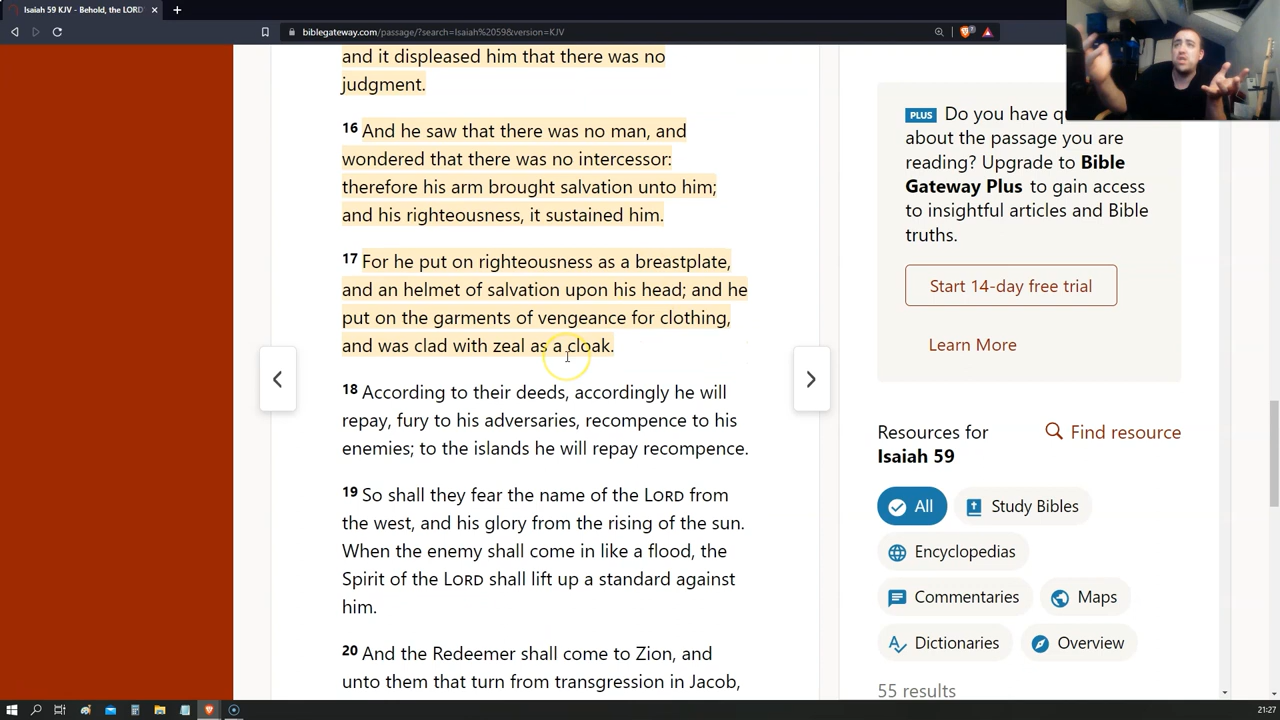 Isaiah 59 KJV - Behold, the LORD'
biblegateway.com/passage/?search=Isaiah%2059&version=KJV
and it displeased him that there was no
judgment.
16 And he saw that there was no man, and
wondered that there was no intercessor:
therefore his arm brought salvation unto him;
and his righteousness, it sustained him.
17 For he put on righteousness as a breastplate,
and an helmet of salvation upon his head; and he
put on the garments of vengeance for clothing,
and was clad with zeal as a cloak.
18 According to their deeds, accordingly he will
repay, fury to his adversaries, recompence to his
enemies; to the islands he will repay recompence.
19 So shall they fear the name of the LORD from
the west, and his glory from the rising of the sun.
When the enemy shall come in like a flood, the
Spirit of the LORD shall lift up a standard against
him.
20 And the Redeemer shall come to Zion, and
unto them that turn from transgression in Jacob,
PLUS Do you have qu
about the passage you are
reading? Upgrade to Bible
Gateway Plus to gain access
to insightful articles and Bible
truths.
Start 14-day free trial
Learn More
Resources for
Isaiah 59
Find resource
All
Study Bibles
Encyclopedias
Commentaries
Maps
Dictionaries
Overview
55 results
21:27